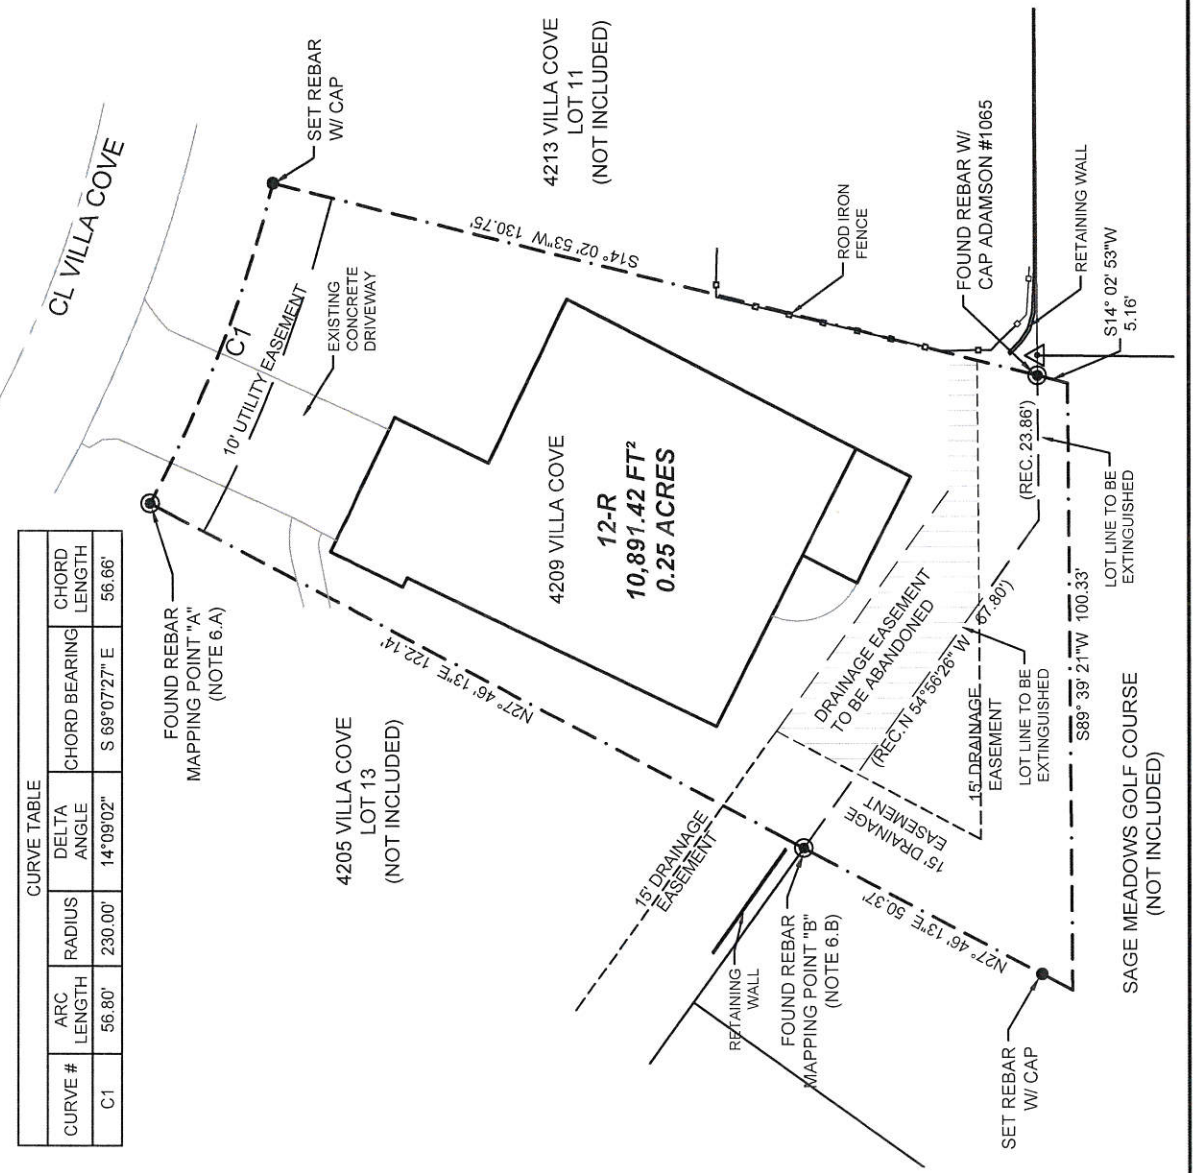 CURVE TABLE
CURVE # ARC LENGTH RADIUS DELTA ANGLE CHORD BEARING CHORD LENGTH
C1 56.80' 230.00' 14°09'02" S 69°07'27" E 56.66'
CL VILLA COVE
SET REBAR
W/ CAP
FOUND REBAR
MAPPING POINT "A"
(NOTE 6.A)
C1
10' UTILITY EASEMENT
EXISTING
CONCRETE
DRIVEWAY
4213 VILLA COVE
LOT 11
(NOT INCLUDED)
S14° 02' 53"W 130.75'
4205 VILLA COVE
LOT 13
(NOT INCLUDED)
N27° 46' 13"E 122.14'
4209 VILLA COVE
12-R
10,891.42 FT²
0.25 ACRES
ROD IRON
FENCE
FOUND REBAR W/
CAP ADAMSON #1065
RETAINING WALL
S14° 02' 53"W
5.16'
15' DRAINAGE
EASEMENT
DRAINAGE EASEMENT
TO BE ABANDONED
(REC. N 54°56'26" W 67.80')
(REC. 23.86')
RETAINING
WALL
FOUND REBAR
MAPPING POINT "B"
(NOTE 6.B)
15' DRAINAGE
EASEMENT
15' DRAINAGE
EASEMENT
LOT LINE TO BE
EXTINGUISHED
LOT LINE TO BE
EXTINGUISHED
N27° 46' 13"E 50.37'
S89° 39' 21"W 100.33'
SET REBAR
W/ CAP
SAGE MEADOWS GOLF COURSE
(NOT INCLUDED)